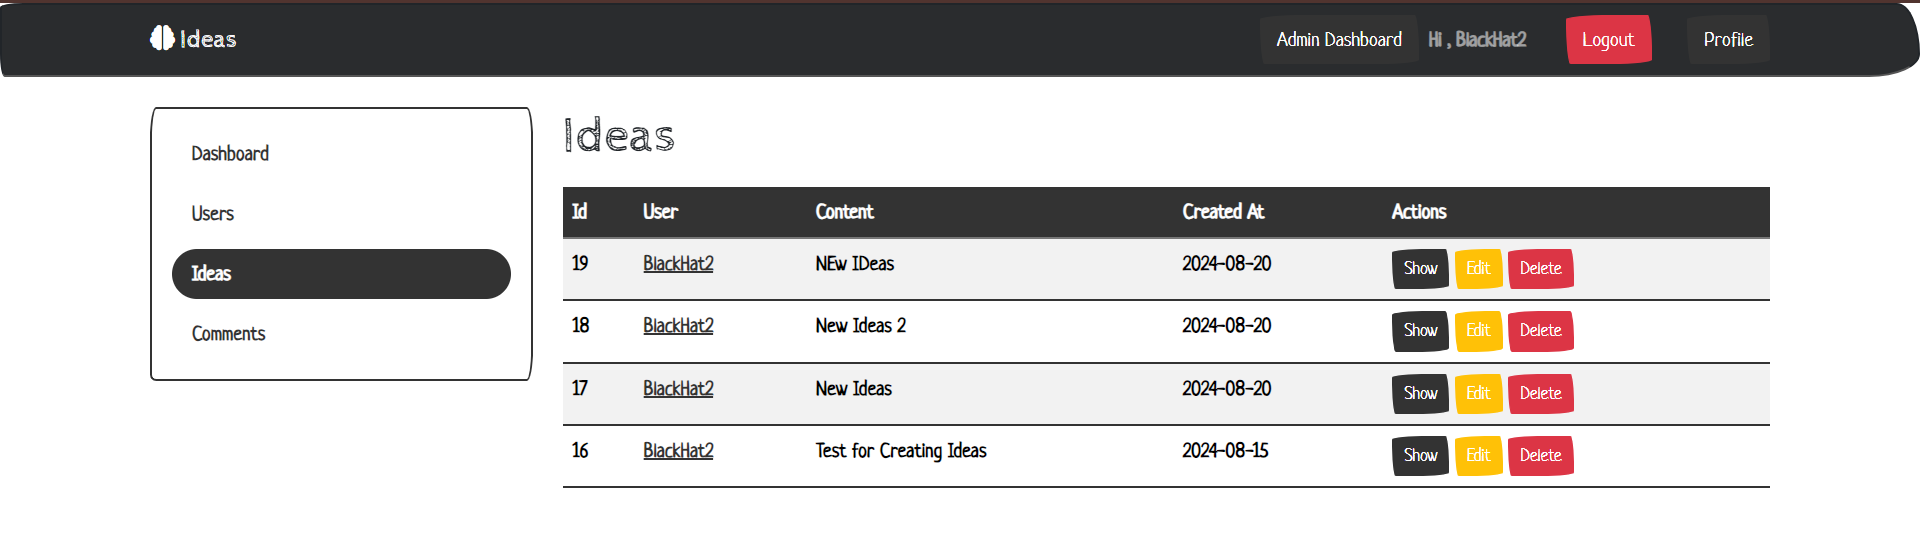 Ideas Admin Dashboard Hi , BlackHat2 Logout Profile
Dashboard
Users
Ideas
Comments
Ideas
Id User Content Created At Actions
19 BlackHat2 NEw IDeas 2024-08-20 Show Edit Delete
18 BlackHat2 New Ideas 2 2024-08-20 Show Edit Delete
17 BlackHat2 New Ideas 2024-08-20 Show Edit Delete
16 BlackHat2 Test for Creating Ideas 2024-08-15 Show Edit Delete